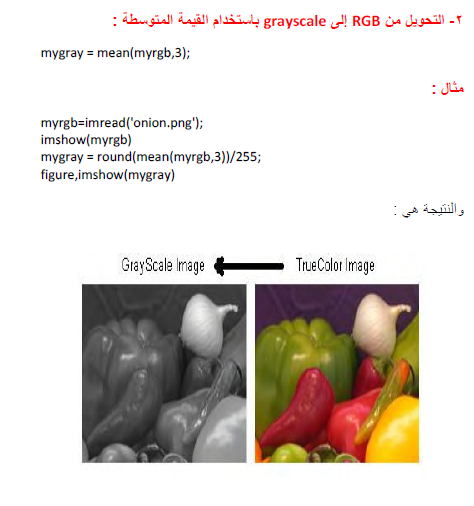 ٢- التحويل من RGB إلى grayscale باستخدام القيمة المتوسطة :
mygray = mean(myrgb,3);
مثال :
myrgb=imread('onion.png');
imshow(myrgb)
mygray = round(mean(myrgb,3))/255;
figure,imshow(mygray)
والنتيجة هي :
GrayScale Image TrueColor Image